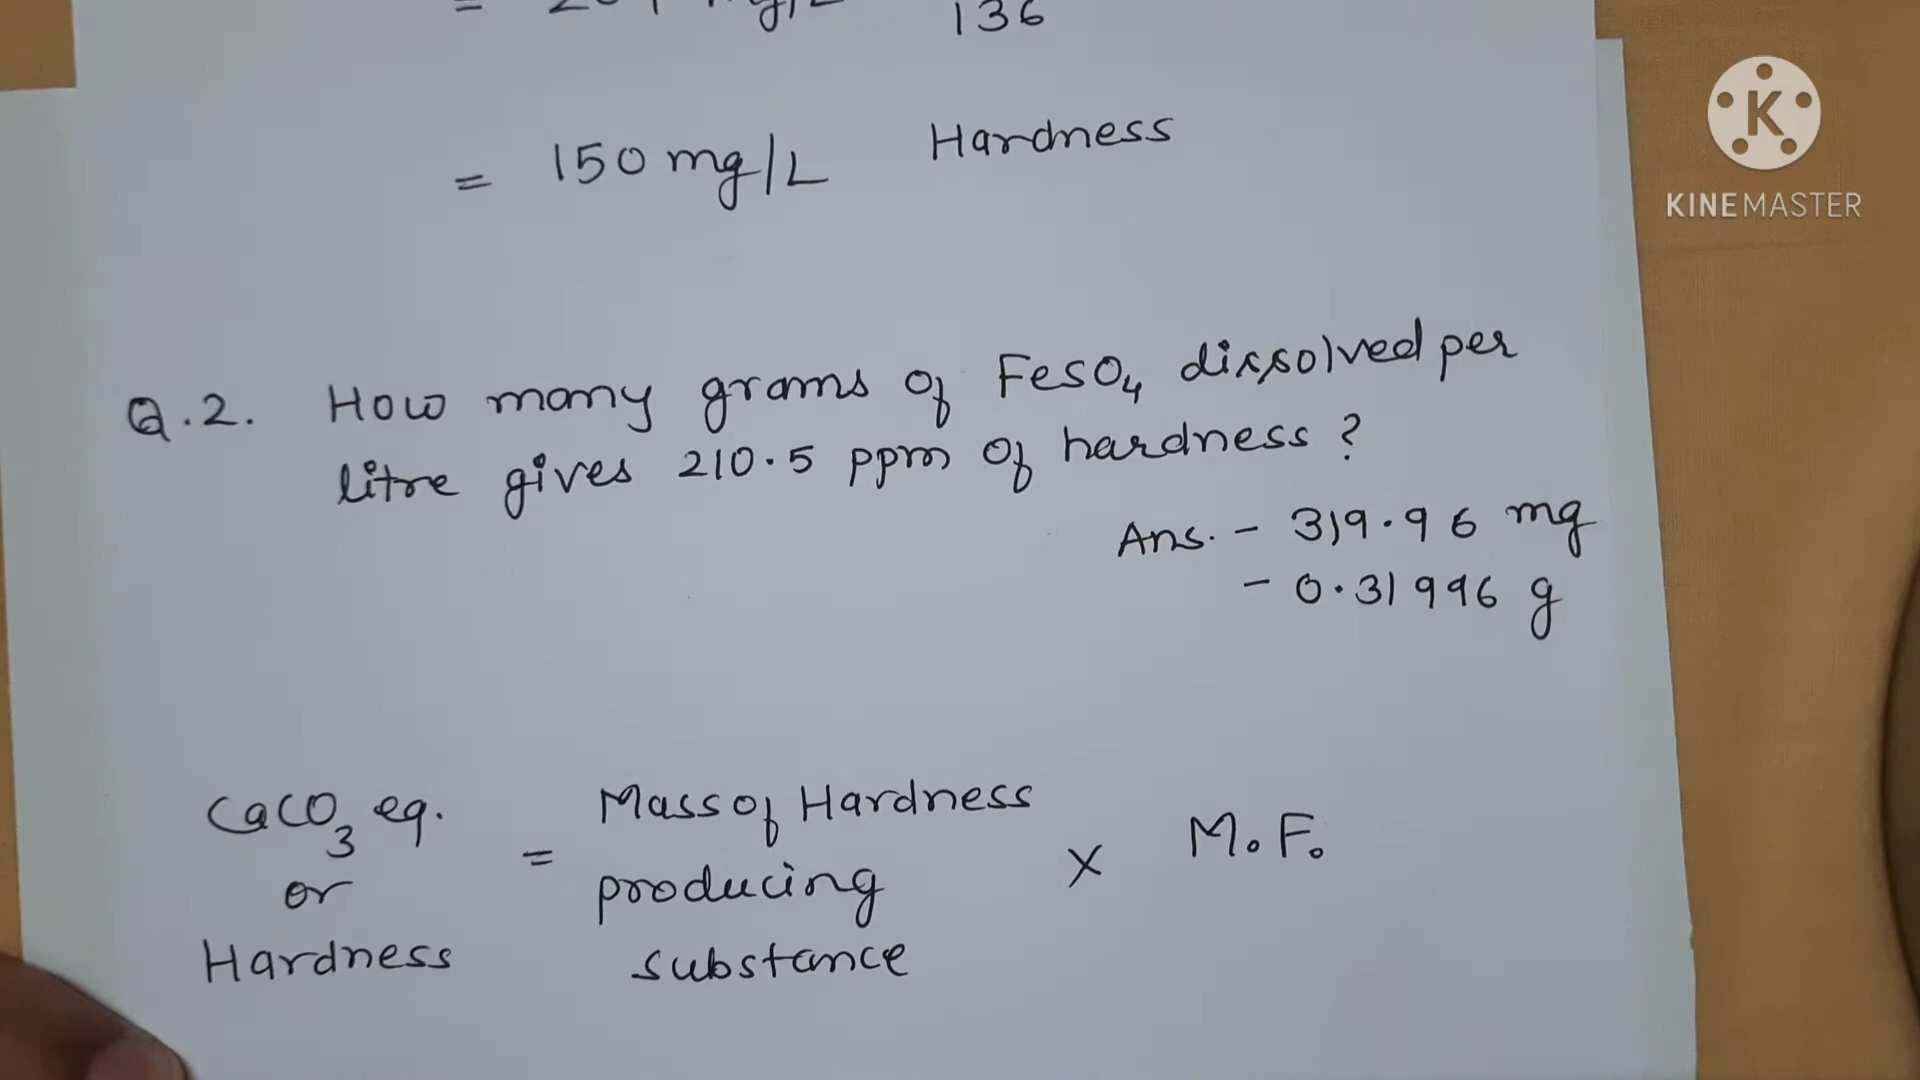 136
= 150 mg/L Hardness
Q.2. How many grams of FeSO4 dissolved per
litre gives 210.5 ppm of hardness ?
Ans. - 319.96 mg
- 0.31996 g
CaCO3 eq. or Hardness = Mass of Hardness producing substance × M.F.
K
KINEMASTER